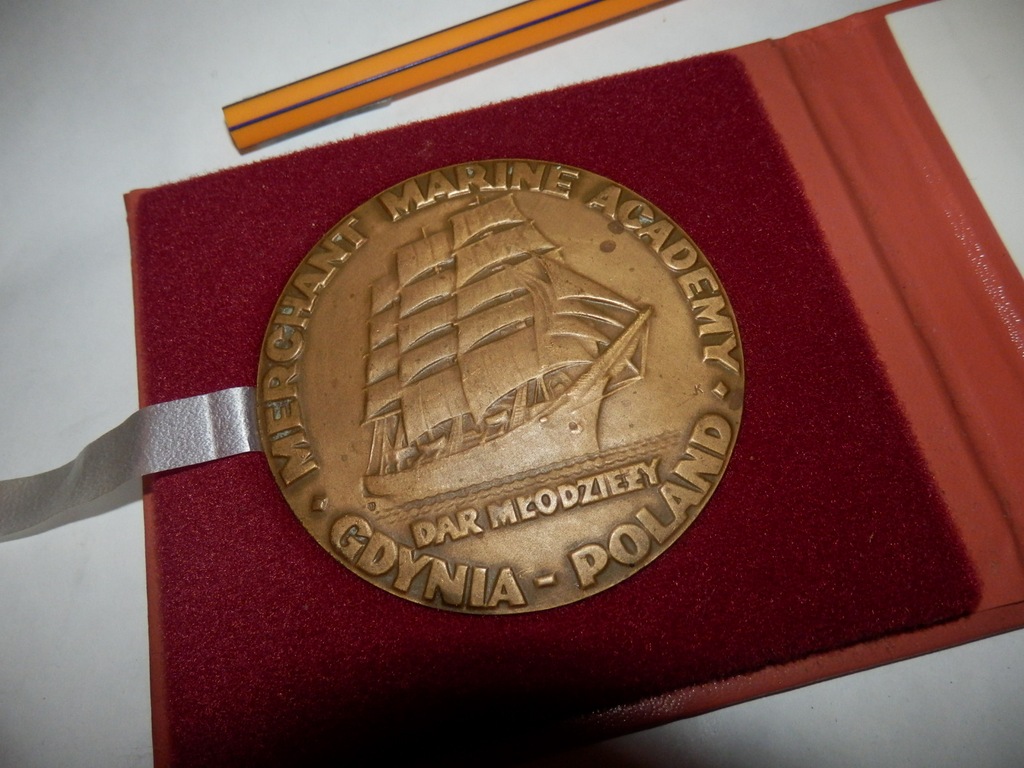 MERCHANT MARINE ACADEMY
DAR MŁODZIEŻY
GDYNIA - POLAND